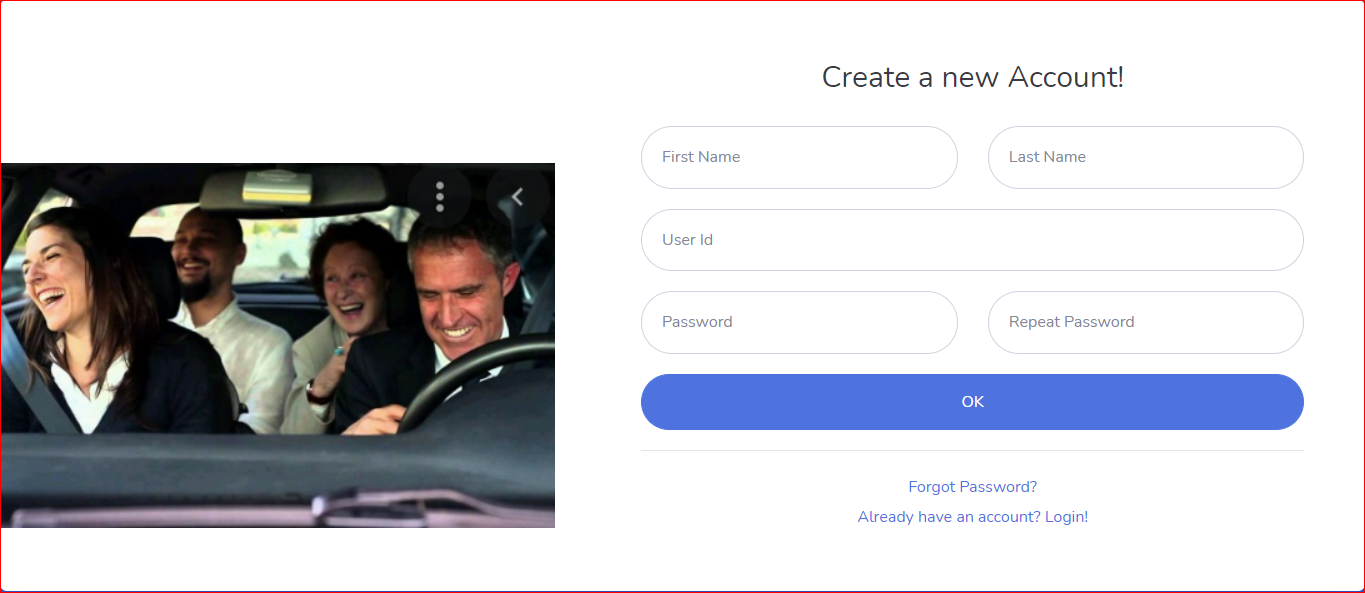 Create a new Account!
First Name
Last Name
User Id
Password
Repeat Password
OK
Forgot Password?
Already have an account? Login!